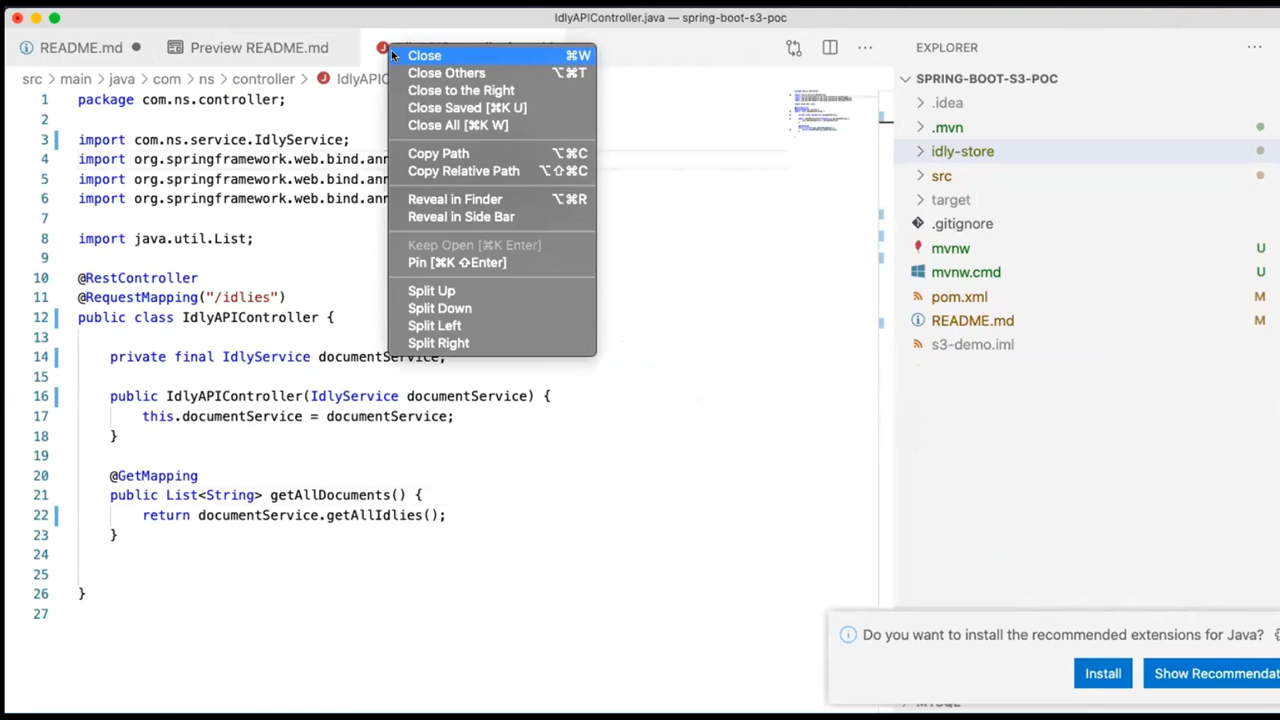 IdlyAPIController.java — spring-boot-s3-poc
README.md
Preview README.md
src > main > java > com > ns > controller > IdlyAPIC
1 package com.ns.controller;
2
3 import com.ns.service.IdlyService;
4 import org.springframework.web.bind.ann
5 import org.springframework.web.bind.ann
6 import org.springframework.web.bind.ann
7
8 import java.util.List;
9
10 @RestController
11 @RequestMapping("/idlies")
12 public class IdlyAPIController {
13
14 private final IdlyService documentService;
15
16 public IdlyAPIController(IdlyService documentService) {
17 this.documentService = documentService;
18 }
19
20 @GetMapping
21 public List<String> getAllDocuments() {
22 return documentService.getAllIdlies();
23 }
24
25
26 }
27
Close ⌘W
Close Others ⌥⌘T
Close to the Right
Close Saved [⌘K U]
Close All [⌘K W]
Copy Path ⌥⌘C
Copy Relative Path ⌥⇧⌘C
Reveal in Finder ⌥⌘R
Reveal in Side Bar
Keep Open [⌘K Enter]
Pin [⌘K ⇧Enter]
Split Up
Split Down
Split Left
Split Right
EXPLORER
SPRING-BOOT-S3-POC
.idea
.mvn
idly-store
src
target
.gitignore
mvnw U
mvnw.cmd U
pom.xml M
README.md M
s3-demo.iml
Do you want to install the recommended extensions for Java?
Install
Show Recommendat